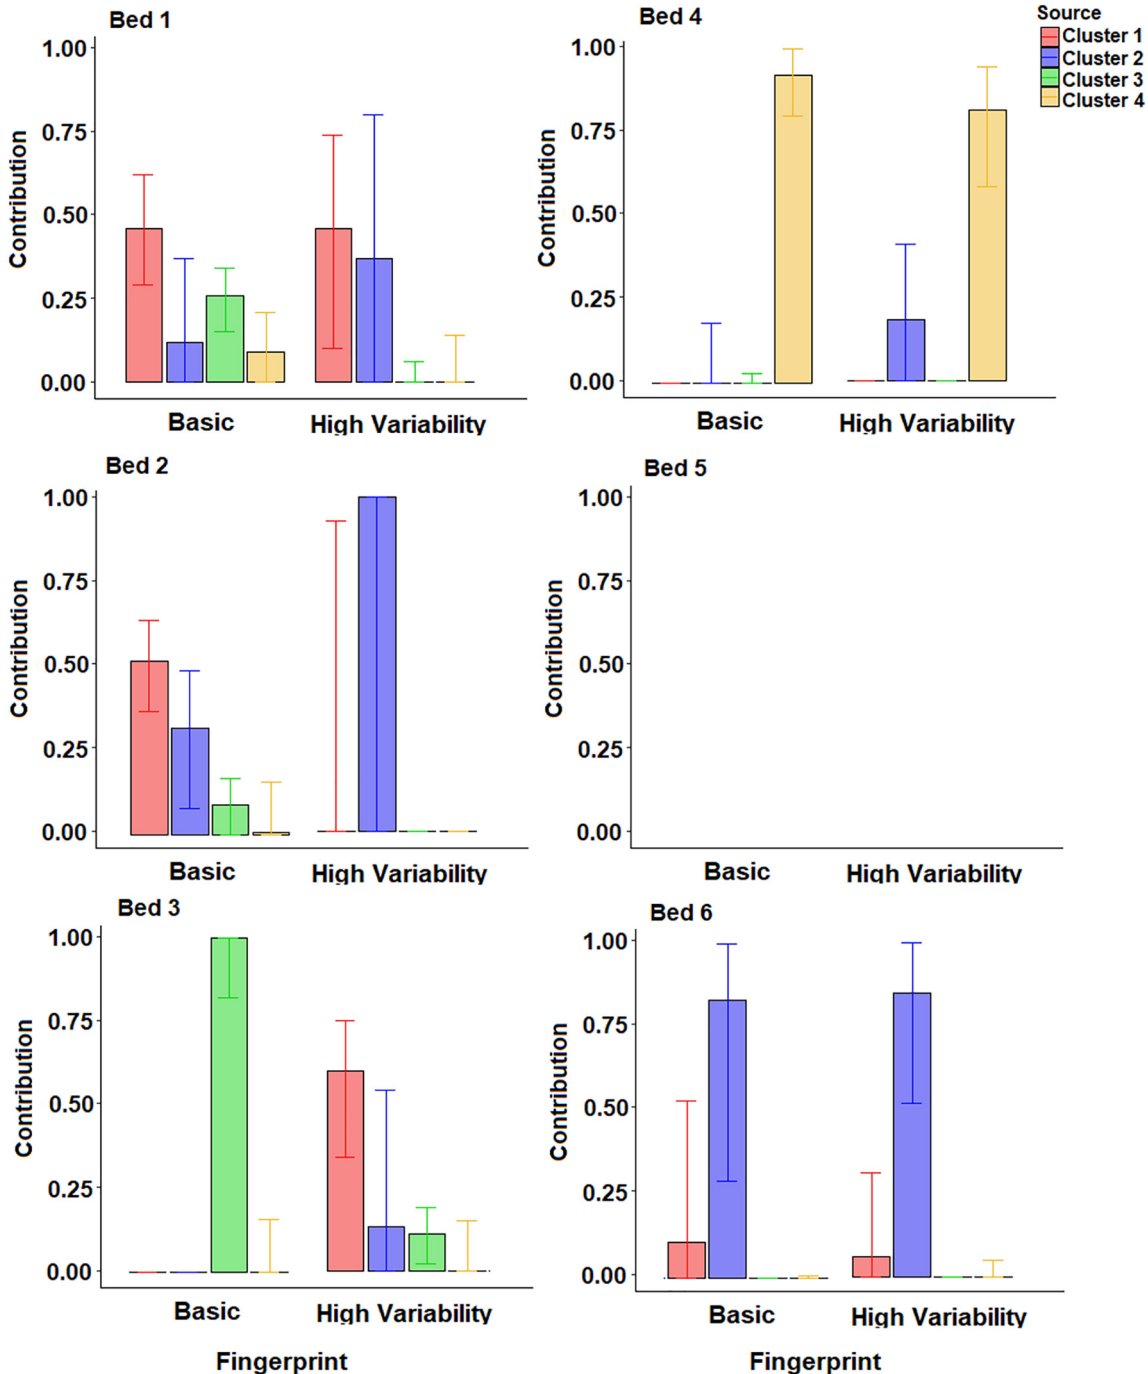 Bed 1
1.00
0.75
0.50
0.25
0.00
Contribution
Basic
High Variability
Bed 4
1.00
0.75
0.50
0.25
0.00
Contribution
Basic
High Variability
Source
Cluster 1
Cluster 2
Cluster 3
Cluster 4
Bed 2
1.00
0.75
0.50
0.25
0.00
Contribution
Basic
High Variability
Bed 5
1.00
0.75
0.50
0.25
0.00
Contribution
Basic
High Variability
Bed 3
1.00
0.75
0.50
0.25
0.00
Contribution
Basic
High Variability
Fingerprint
Bed 6
1.00
0.75
0.50
0.25
0.00
Contribution
Basic
High Variability
Fingerprint